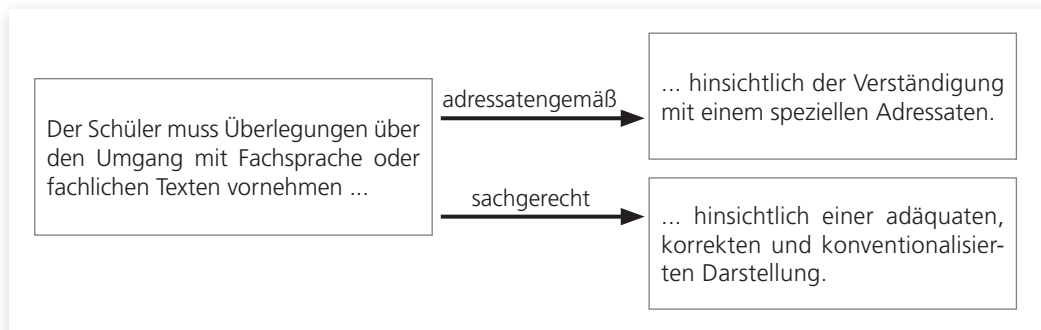 Der Schüler muss Überlegungen über
den Umgang mit Fachsprache oder
fachlichen Texten vornehmen ...
adressatengemäß
... hinsichtlich der Verständigung
mit einem speziellen Adressaten.
sachgerecht
... hinsichtlich einer adäquaten,
korrekten und konventionalisier-
ten Darstellung.